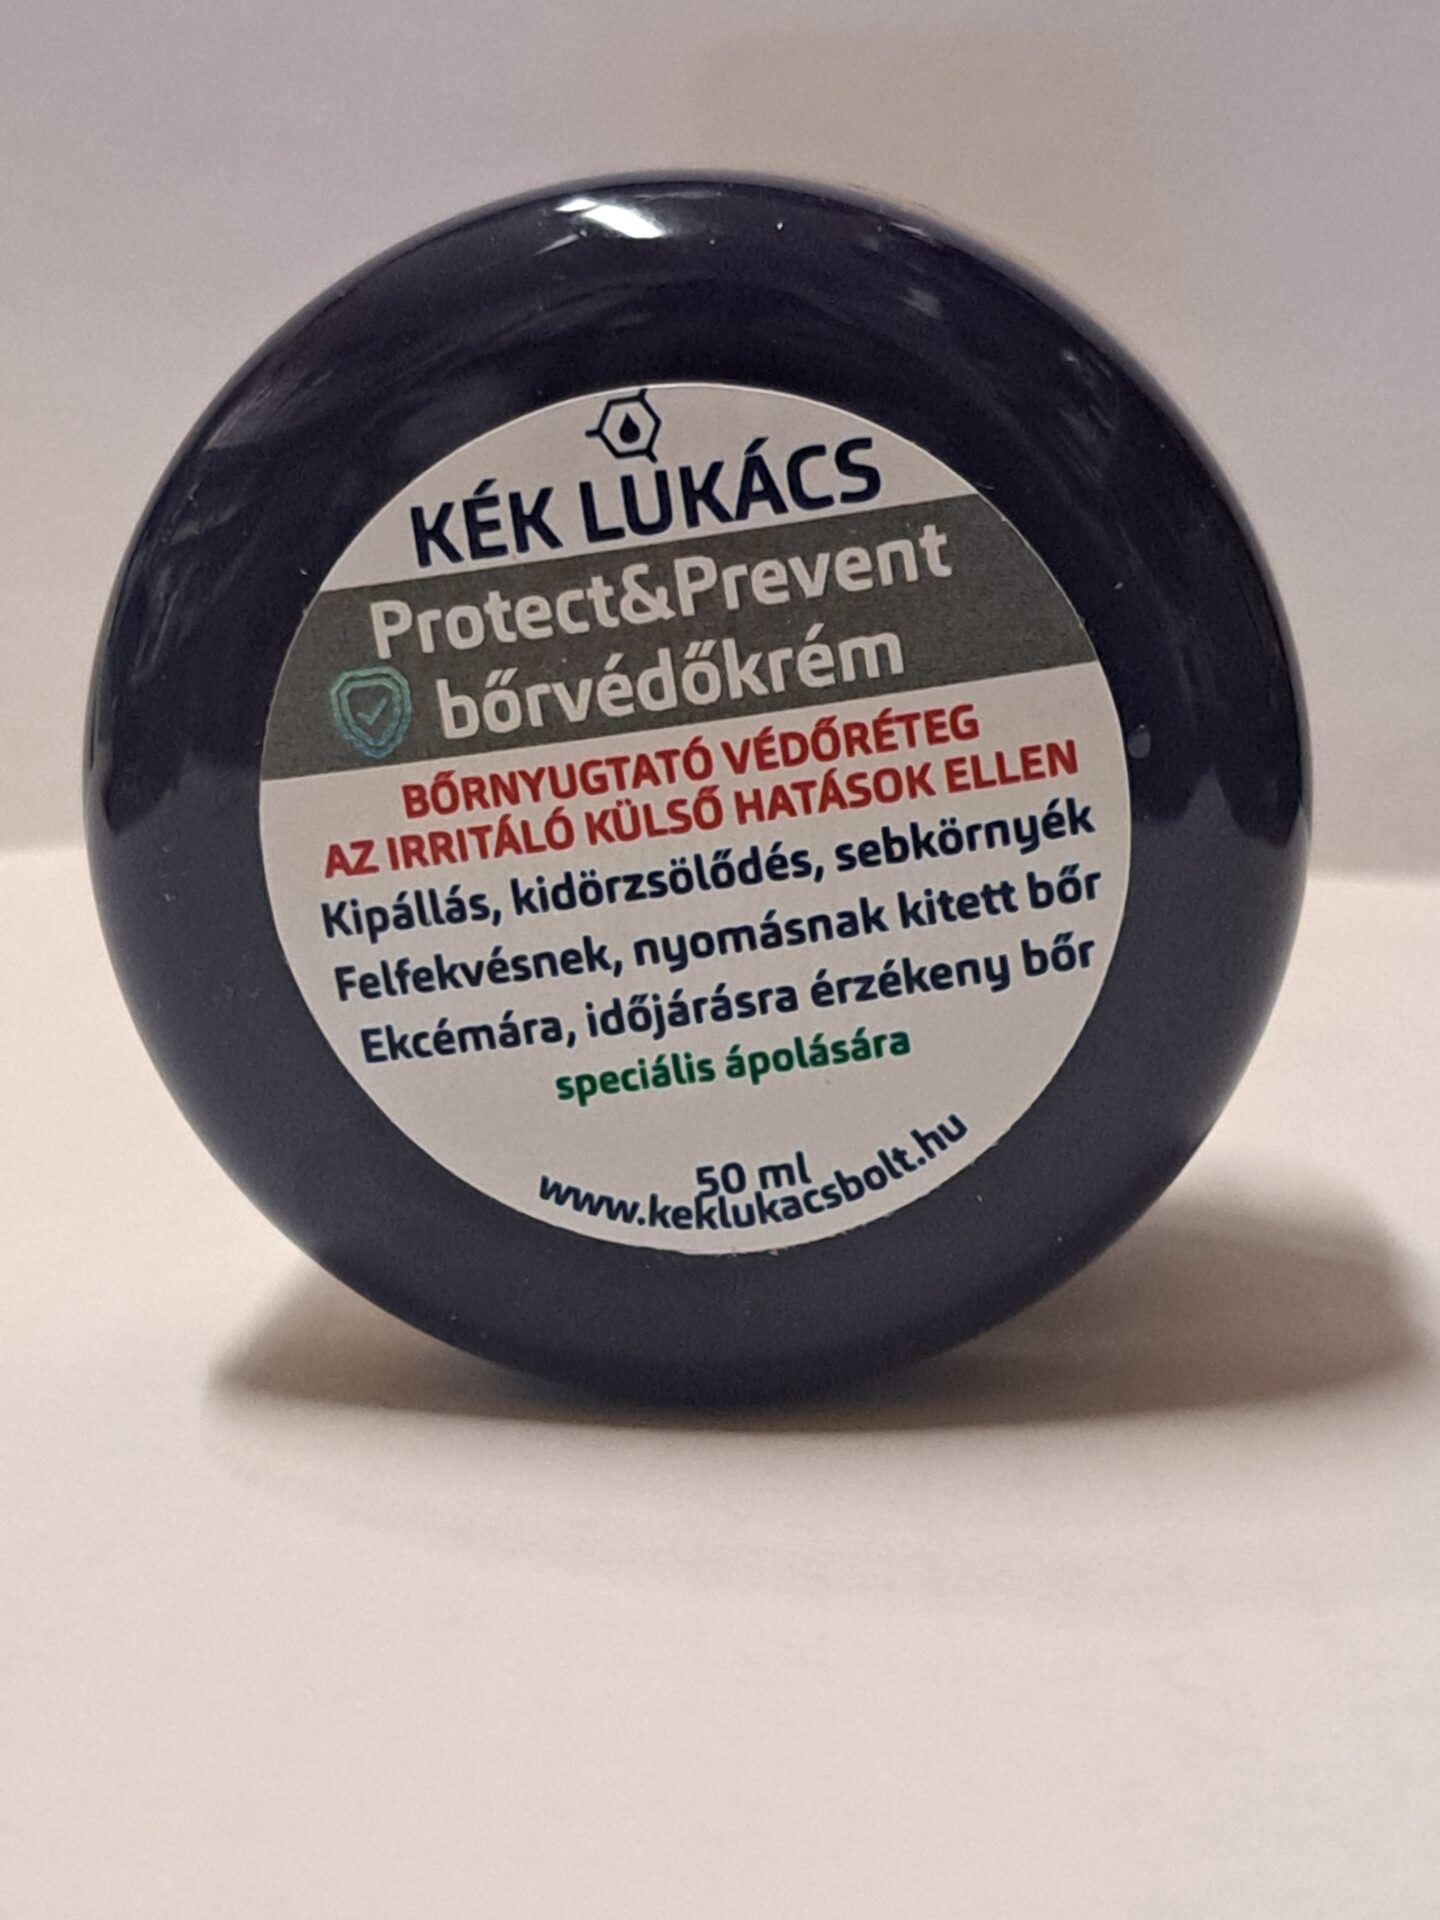 KÉK LUKÁCS
Protect&Prevent
bőrvédőkrém
BŐRNYUGTATÓ VÉDŐRÉTEG
AZ IRRITÁLÓ KÜLSŐ HATÁSOK ELLEN
Kipállás, kidörzsölődés, sebkörnyék
Felfekvésnek, nyomásnak kitett bőr
Ekcémára, időjárásra érzékeny bőr
speciális ápolására
50 ml
www.keklukacsbolt.hu